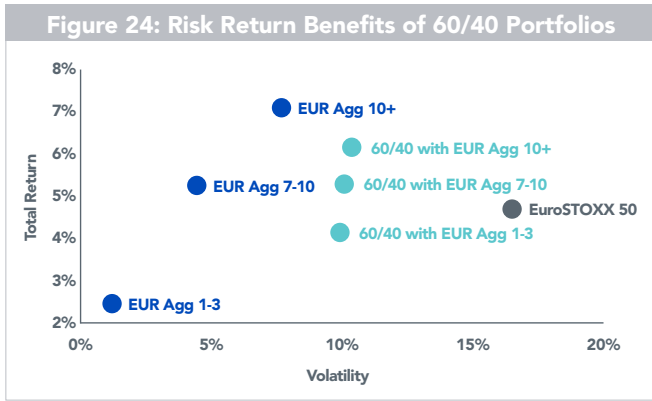 Figure 24: Risk Return Benefits of 60/40 Portfolios
8%
7%
6%
5%
4%
3%
2%
Total Return
EUR Agg 10+
60/40 with EUR Agg 10+
EUR Agg 7-10
60/40 with EUR Agg 7-10
EuroSTOXX 50
60/40 with EUR Agg 1-3
EUR Agg 1-3
0%
5%
10%
15%
20%
Volatility